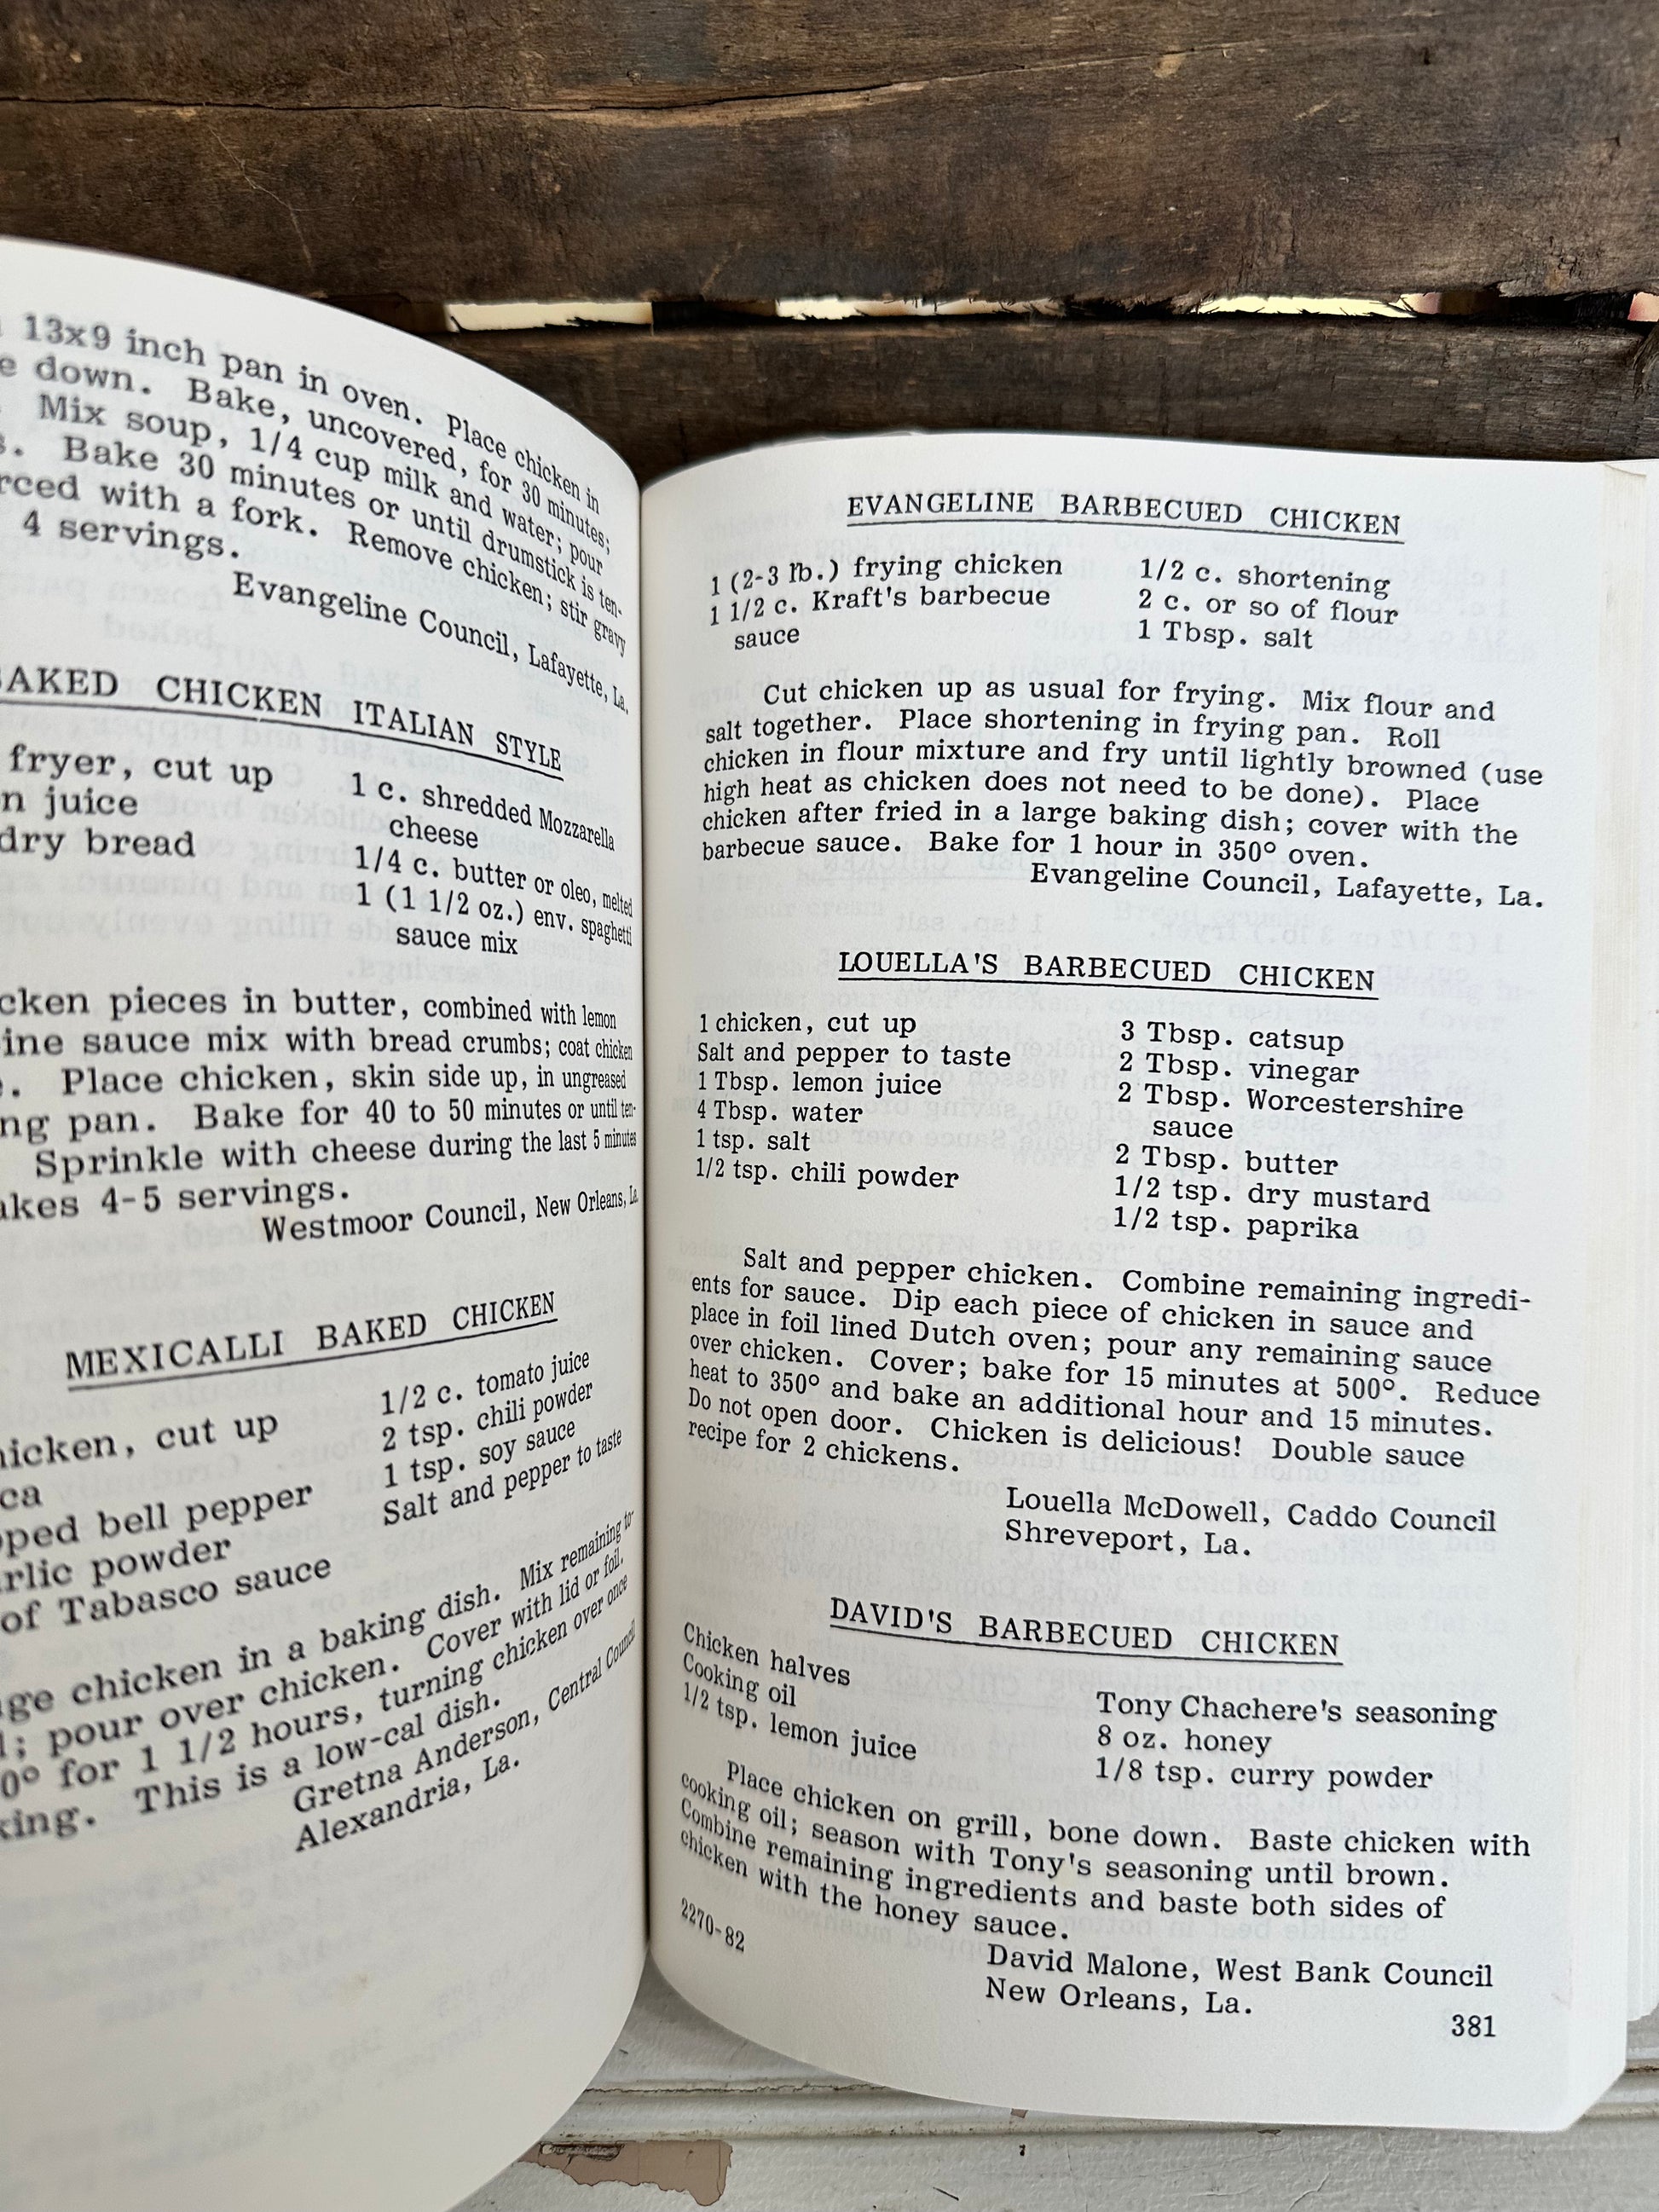 13x9 inch pan in oven. Place chicken in
down. Bake, uncovered, for 30 minutes;
Mix soup, 1/4 cup milk and water; pour
Bake 30 minutes or until drumstick is ten-
with a fork. Remove chicken; stir gravy
4 servings.
Evangeline Council, Lafayette, La.
BAKED CHICKEN ITALIAN STYLE
fryer, cut up
juice
dry bread
1 c. shredded Mozzarella
cheese
1/4 c. butter or oleo, melted
1 (1 1/2 oz.) env. spaghetti
sauce mix
pieces in butter, combined with lemon
sauce mix with bread crumbs; coat chicken
Place chicken, skin side up, in ungreased
pan. Bake for 40 to 50 minutes or until ten-
Sprinkle with cheese during the last 5 minutes
4-5 servings.
Westmoor Council, New Orleans, La.
MEXICALLI BAKED CHICKEN
cut up
bell pepper
powder
of Tabasco sauce
1/2 c. tomato juice
2 tsp. chili powder
1 tsp. soy sauce
Salt and pepper to taste
chicken in a baking dish. Mix remaining to-
pour over chicken. Cover with lid or foil.
for 1 1/2 hours, turning chicken over once
This is a low-cal dish.
Gretna Anderson, Central Council
Alexandria, La.
EVANGELINE BARBECUED CHICKEN
1 (2-3 lb.) frying chicken
1 1/2 c. Kraft's barbecue
sauce
1/2 c. shortening
2 c. or so of flour
1 Tbsp. salt
Cut chicken up as usual for frying. Mix flour and
salt together. Place shortening in frying pan. Roll
chicken in flour mixture and fry until lightly browned (use
high heat as chicken does not need to be done). Place
chicken after fried in a large baking dish; cover with the
barbecue sauce. Bake for 1 hour in 350° oven.
Evangeline Council, Lafayette, La.
LOUELLA'S BARBECUED CHICKEN
1 chicken, cut up
Salt and pepper to taste
1 Tbsp. lemon juice
4 Tbsp. water
1 tsp. salt
1/2 tsp. chili powder
3 Tbsp. catsup
2 Tbsp. vinegar
2 Tbsp. Worcestershire
sauce
2 Tbsp. butter
1/2 tsp. dry mustard
1/2 tsp. paprika
Salt and pepper chicken. Combine remaining ingredi-
ents for sauce. Dip each piece of chicken in sauce and
place in foil lined Dutch oven; pour any remaining sauce
over chicken. Cover; bake for 15 minutes at 500°. Reduce
heat to 350° and bake an additional hour and 15 minutes.
Do not open door. Chicken is delicious! Double sauce
recipe for 2 chickens.
Louella McDowell, Caddo Council
Shreveport, La.
DAVID'S BARBECUED CHICKEN
Chicken halves
Cooking oil
1/2 tsp. lemon juice
Tony Chachere's seasoning
8 oz. honey
1/8 tsp. curry powder
Place chicken on grill, bone down. Baste chicken with
cooking oil; season with Tony's seasoning until brown.
Combine remaining ingredients and baste both sides of
chicken with the honey sauce.
David Malone, West Bank Council
New Orleans, La.
2270-82
381